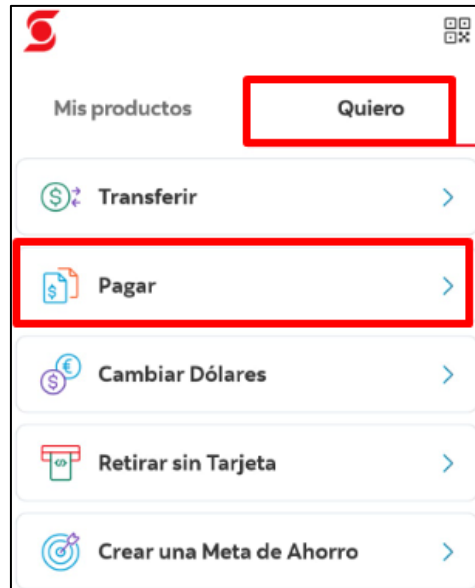 Mis productos
Quiero
Transferir
Pagar
Cambiar Dólares
Retirar sin Tarjeta
Crear una Meta de Ahorro